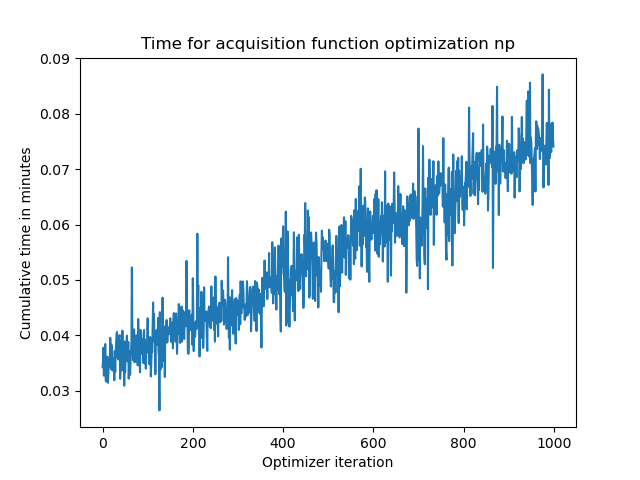 Time for acquisition function optimization np
0.09
0.08
0.07
0.06
0.05
0.04
0.03
Cumulative time in minutes
0 200 400 600 800 1000
Optimizer iteration